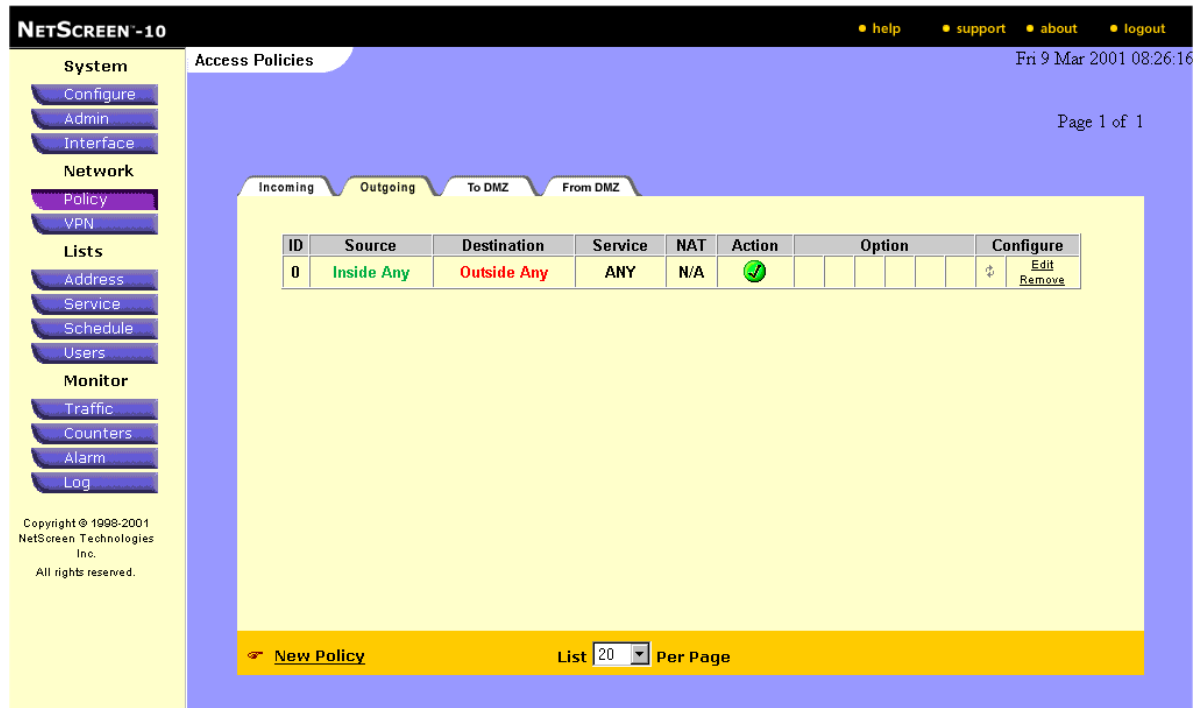 NETSCREEN™-10
help support about logout
System
Configure
Admin
Interface
Network
Policy
VPN
Lists
Address
Service
Schedule
Users
Monitor
Traffic
Counters
Alarm
Log
Copyright © 1998-2001
NetScreen Technologies
Inc.
All rights reserved.
Access Policies
Fri 9 Mar 2001 08:26:16
Page 1 of 1
Incoming Outgoing To DMZ From DMZ
ID Source Destination Service NAT Action Option Configure
0 Inside Any Outside Any ANY N/A Edit
Remove
New Policy List 20 Per Page